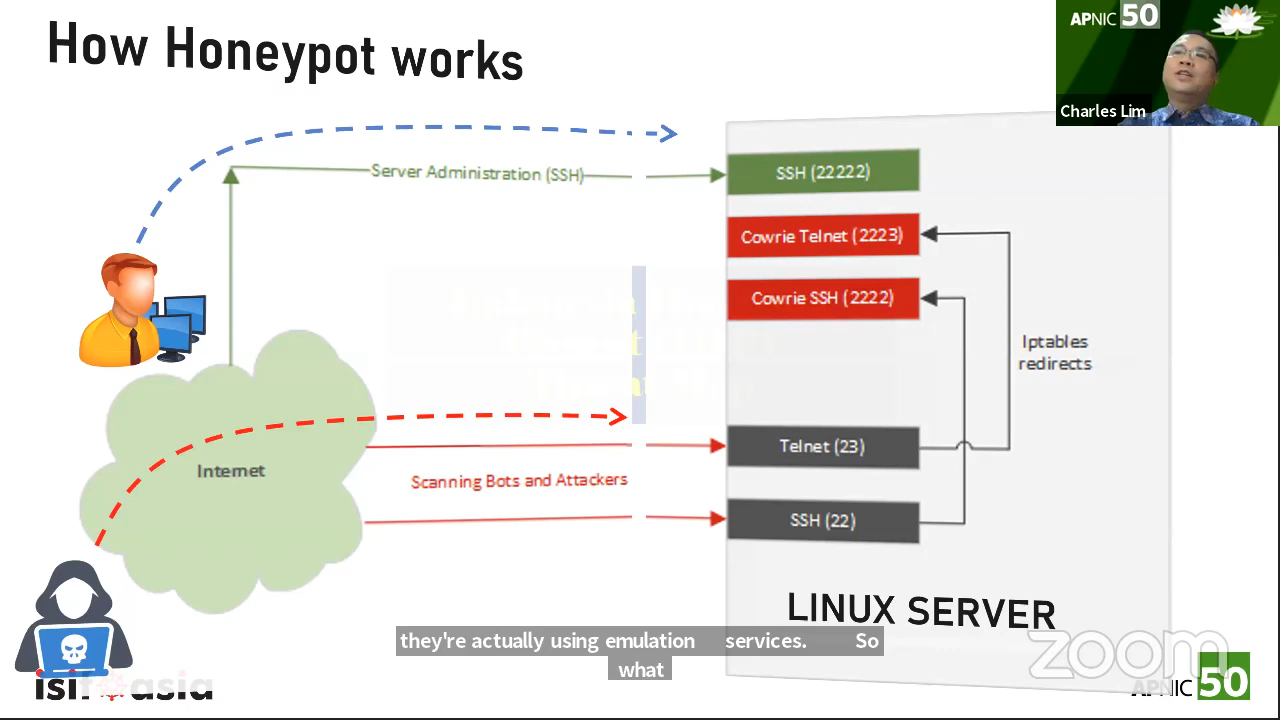 How Honeypot works
APNIC 50
Charles Lim
Server Administration (SSH)
SSH (22222)
Cowrie Telnet (2223)
Cowrie SSH (2222)
Iptables
redirects
Internet
Telnet (23)
Scanning Bots and Attackers
SSH (22)
LINUX SERVER
they're actually using emulation services. So
what
zoom
isif asia
APNIC 50